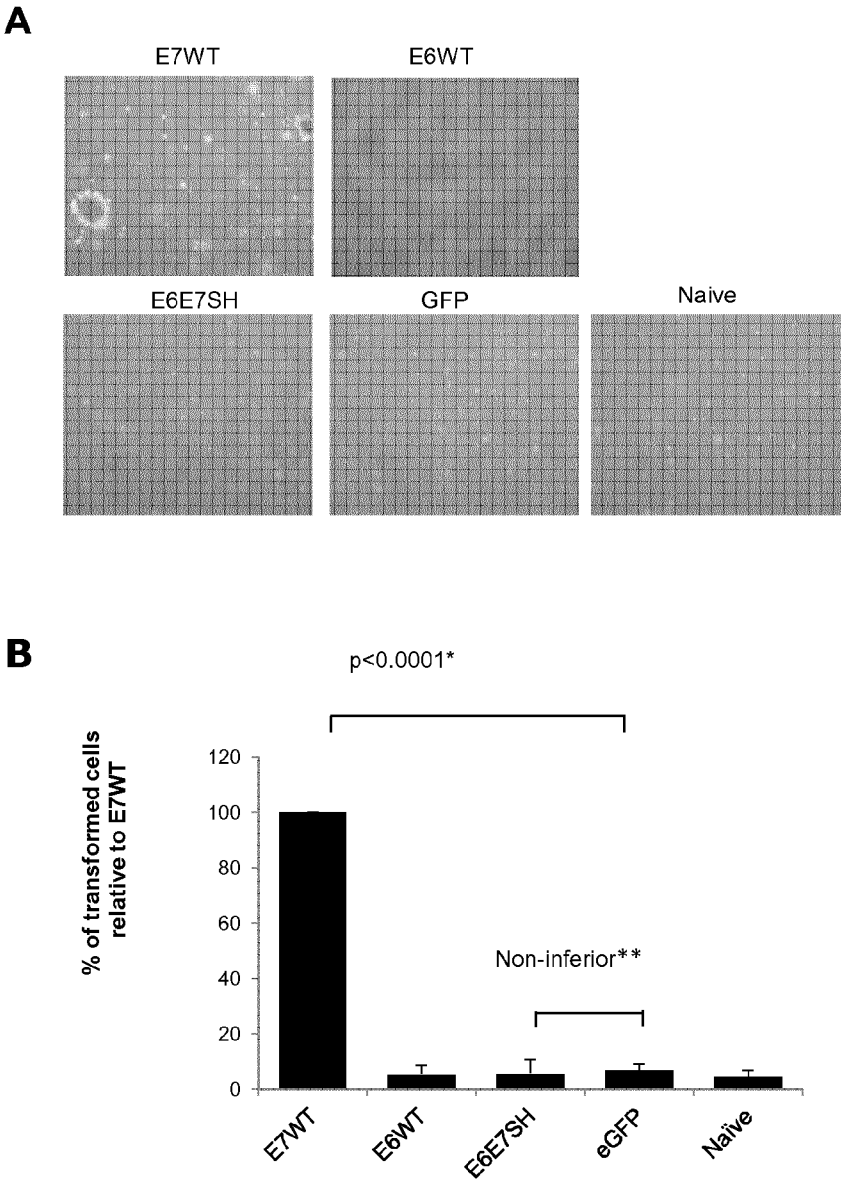 A
E7WT
E6WT
E6E7SH
GFP
Naive
B
p<0.0001*
% of transformed cells
relative to E7WT
120
100
80
60
40
20
0
Non-inferior**
E7WT
E6WT
E6E7SH
eGFP
Naïve